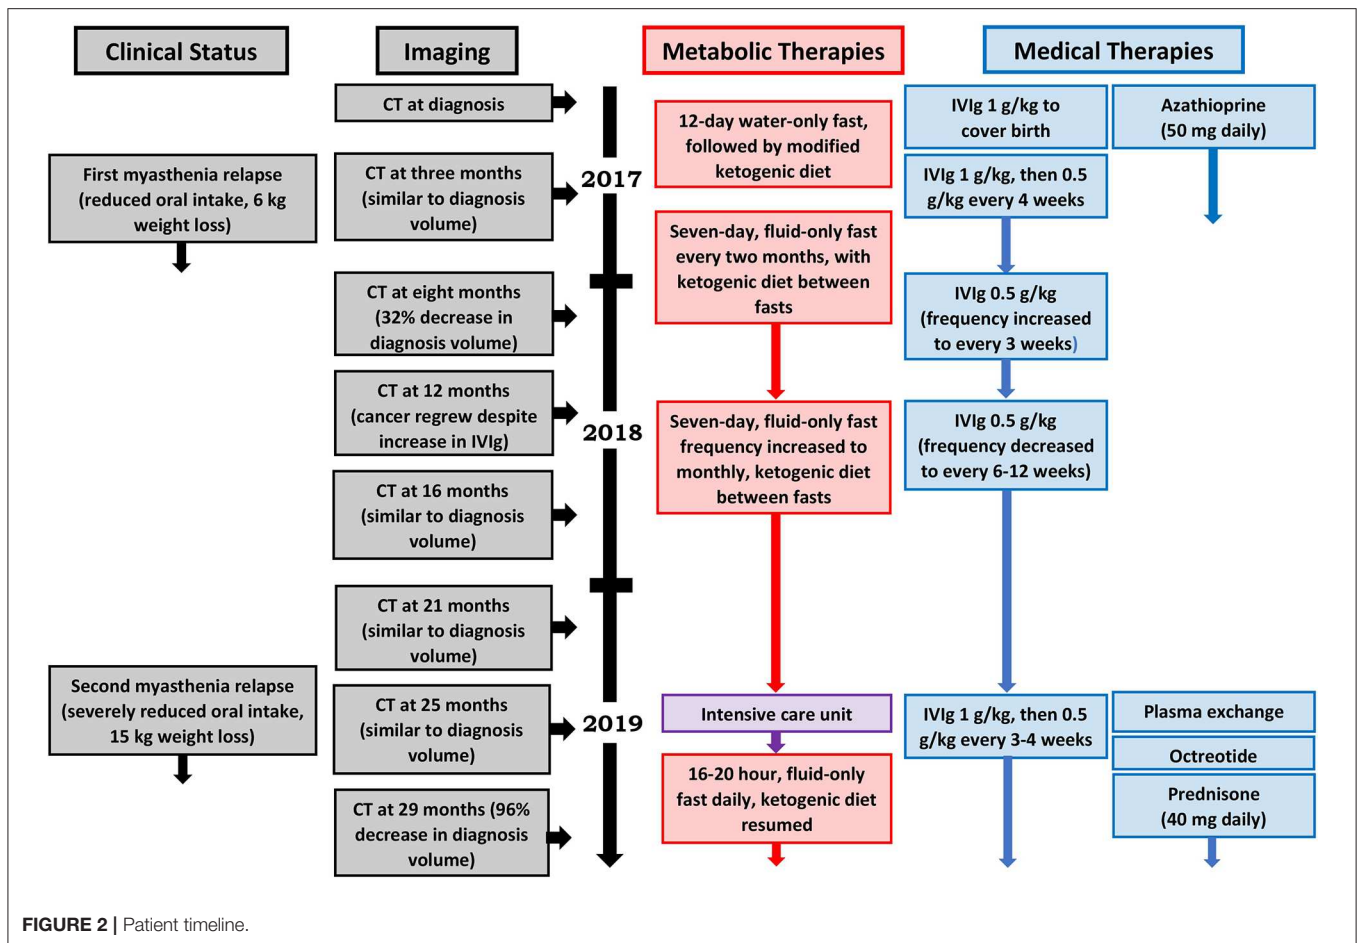 Clinical Status
Imaging
Metabolic Therapies
Medical Therapies
First myasthenia relapse
(reduced oral intake, 6 kg
weight loss)
Second myasthenia relapse
(severely reduced oral intake,
15 kg weight loss)
CT at diagnosis
CT at three months
(similar to diagnosis
volume)
CT at eight months
(32% decrease in
diagnosis volume)
CT at 12 months
(cancer regrew despite
increase in IVIg)
CT at 16 months
(similar to diagnosis
volume)
CT at 21 months
(similar to diagnosis
volume)
CT at 25 months
(similar to diagnosis
volume)
CT at 29 months (96%
decrease in diagnosis
volume)
2017
2018
2019
12-day water-only fast,
followed by modified
ketogenic diet
Seven-day, fluid-only fast
every two months, with
ketogenic diet between
fasts
Seven-day, fluid-only fast
frequency increased to
monthly, ketogenic diet
between fasts
Intensive care unit
16-20 hour, fluid-only
fast daily, ketogenic diet
resumed
IVIg 1 g/kg to
cover birth
IVIg 1 g/kg, then 0.5
g/kg every 4 weeks
IVIg 0.5 g/kg
(frequency increased
to every 3 weeks)
IVIg 0.5 g/kg
(frequency decreased
to every 6-12 weeks)
IVIg 1 g/kg, then 0.5
g/kg every 3-4 weeks
Azathioprine
(50 mg daily)
Plasma exchange
Octreotide
Prednisone
(40 mg daily)
FIGURE 2 | Patient timeline.